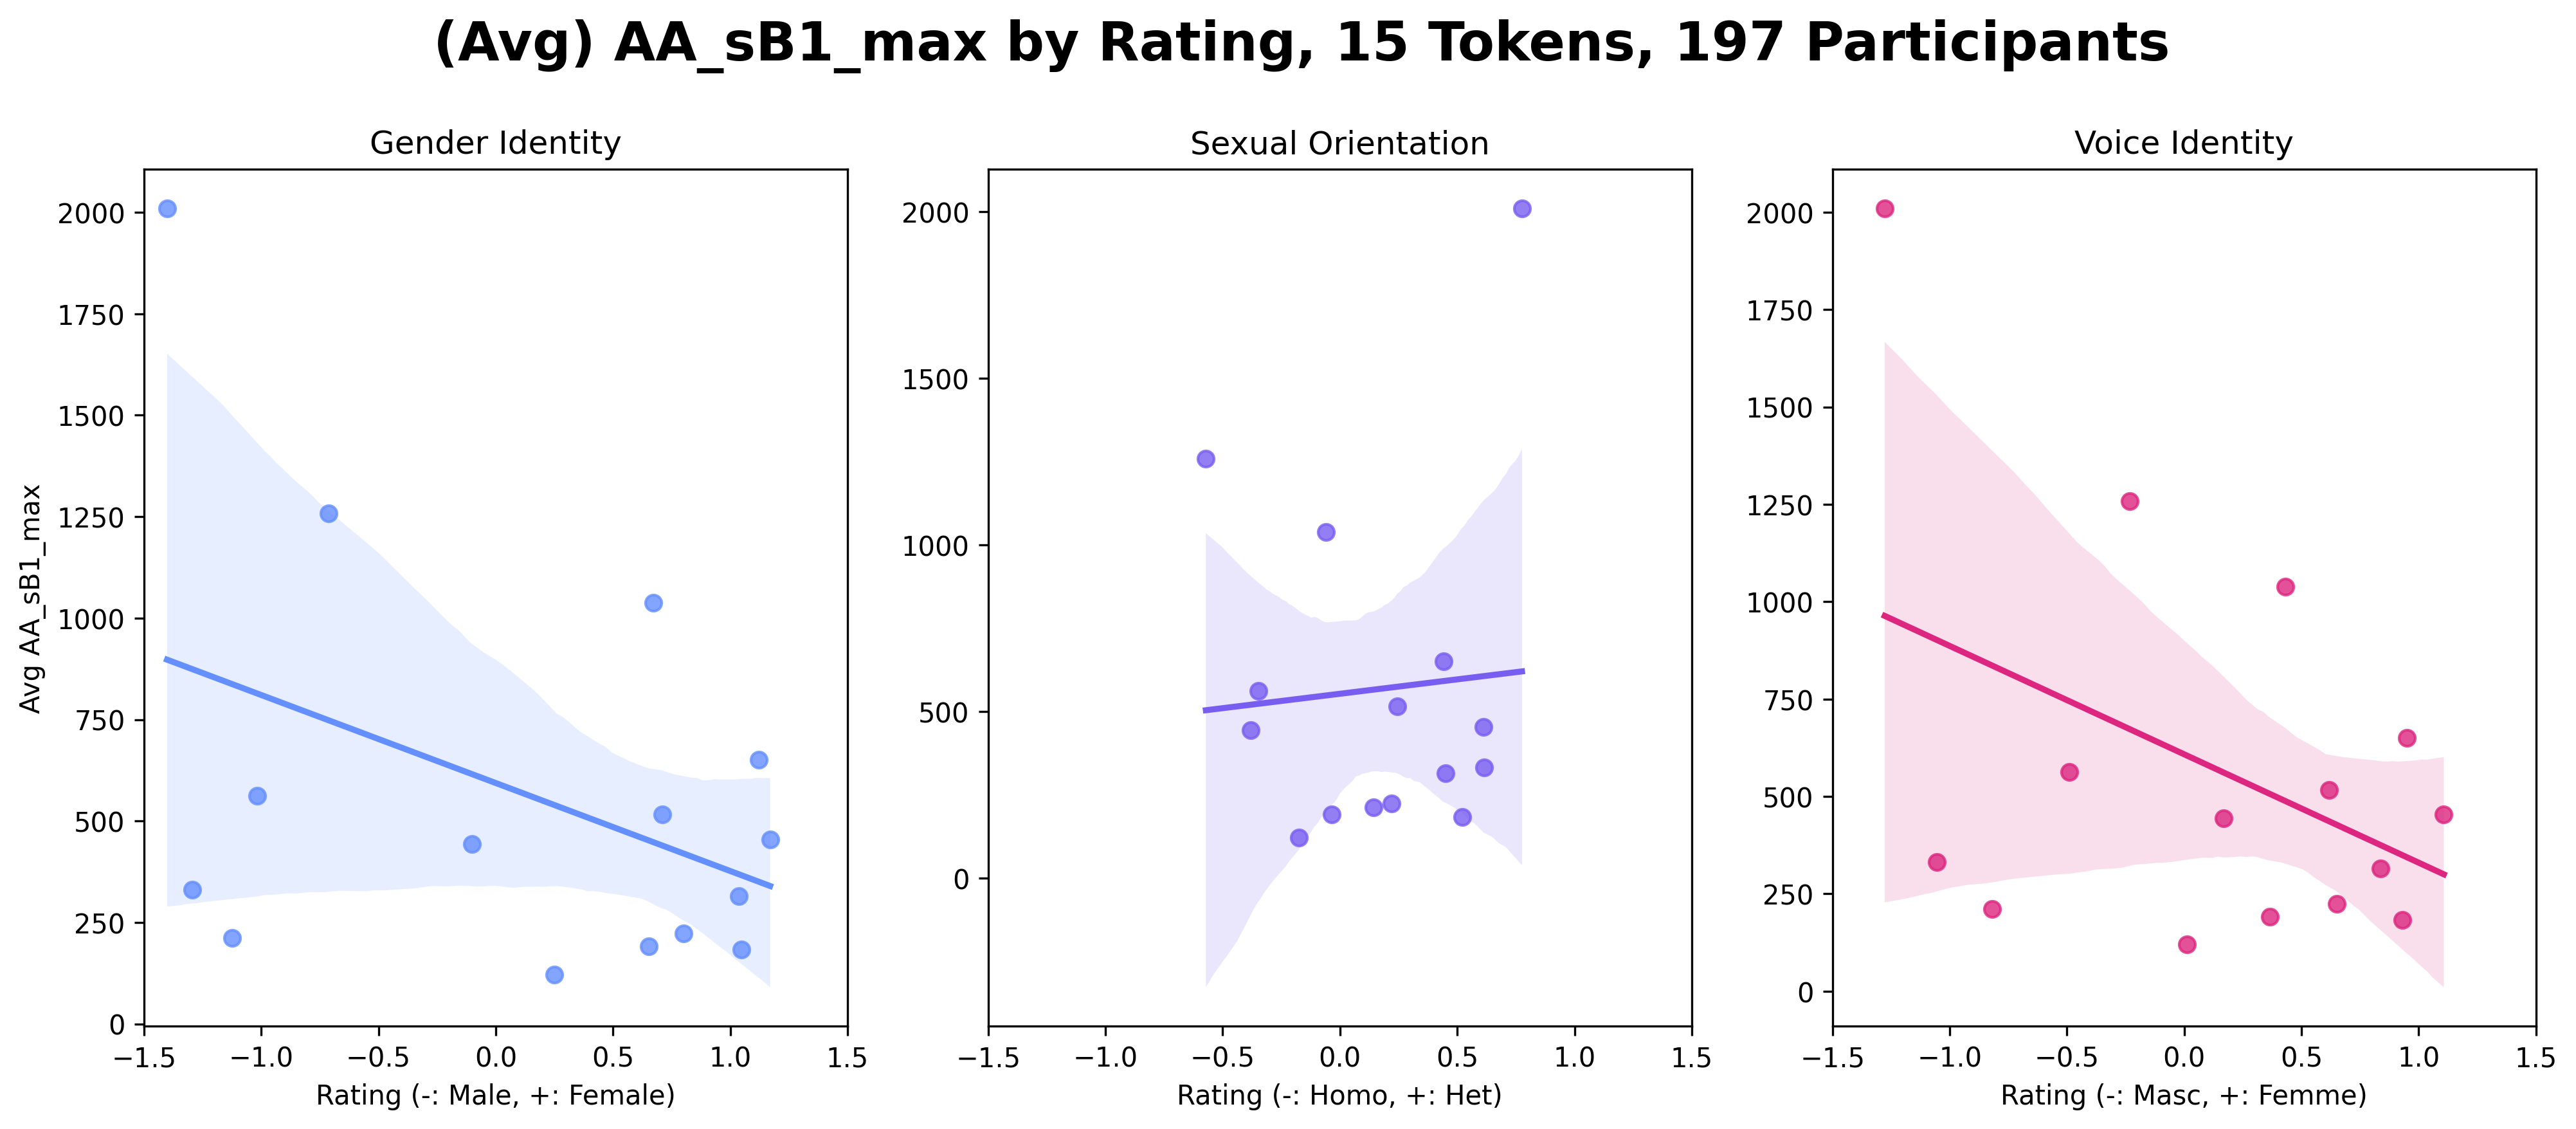 (Avg) AA_sB1_max by Rating, 15 Tokens, 197 Participants
Gender Identity
Avg AA_sB1_max
2000
1750
1500
1250
1000
750
500
250
0
−1.5 −1.0 −0.5 0.0 0.5 1.0 1.5
Rating (-: Male, +: Female)
Sexual Orientation
2000
1500
1000
500
0
−1.5 −1.0 −0.5 0.0 0.5 1.0 1.5
Rating (-: Homo, +: Het)
Voice Identity
2000
1750
1500
1250
1000
750
500
250
0
−1.5 −1.0 −0.5 0.0 0.5 1.0 1.5
Rating (-: Masc, +: Femme)